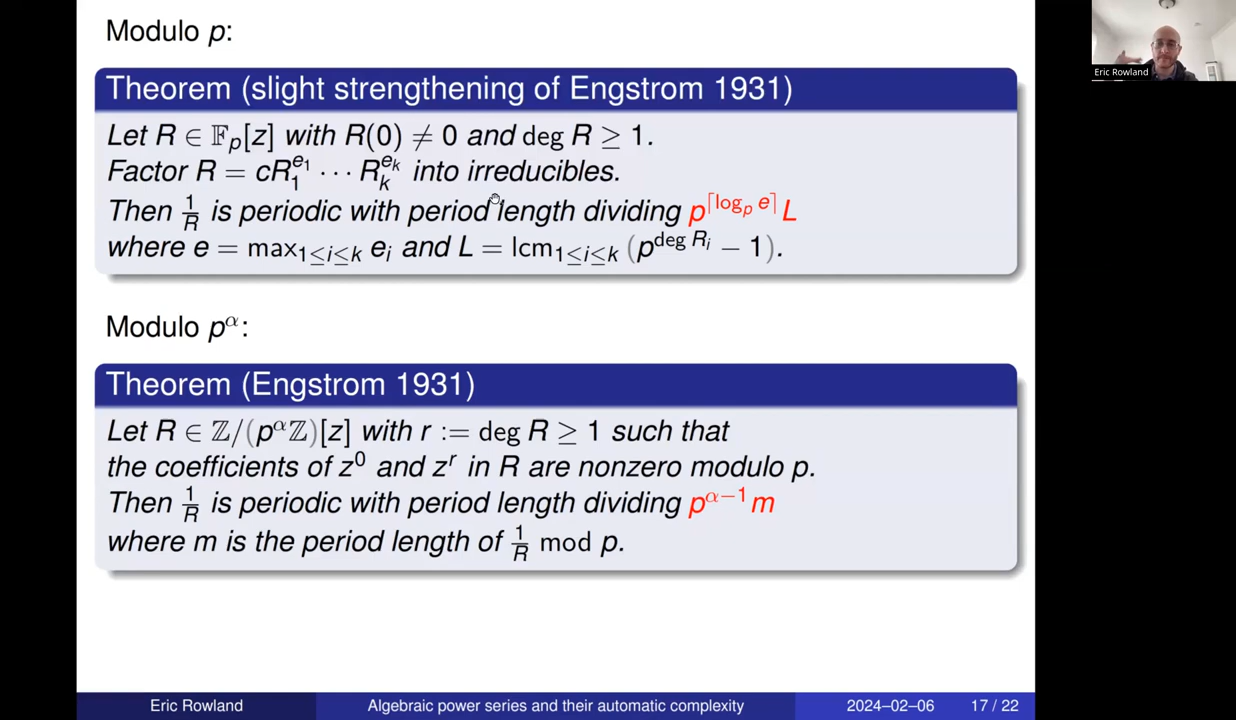 Modulo p:
Theorem (slight strengthening of Engstrom 1931)
Let R ∈ 𝔽_p[z] with R(0) ≠ 0 and deg R ≥ 1.
Factor R = cR_1^{e_1} ⋯ R_k^{e_k} into irreducibles.
Then \frac{1}{R} is periodic with period length dividing p^{⌈log_p e⌉} L
where e = max_{1≤i≤k} e_i and L = lcm_{1≤i≤k} (p^{deg R_i} − 1).
Modulo p^α:
Theorem (Engstrom 1931)
Let R ∈ ℤ/(p^αℤ)[z] with r := deg R ≥ 1 such that
the coefficients of z^0 and z^r in R are nonzero modulo p.
Then \frac{1}{R} is periodic with period length dividing p^{α−1} m
where m is the period length of \frac{1}{R} mod p.
Eric Rowland
Eric Rowland Algebraic power series and their automatic complexity 2024–02–06 17 / 22